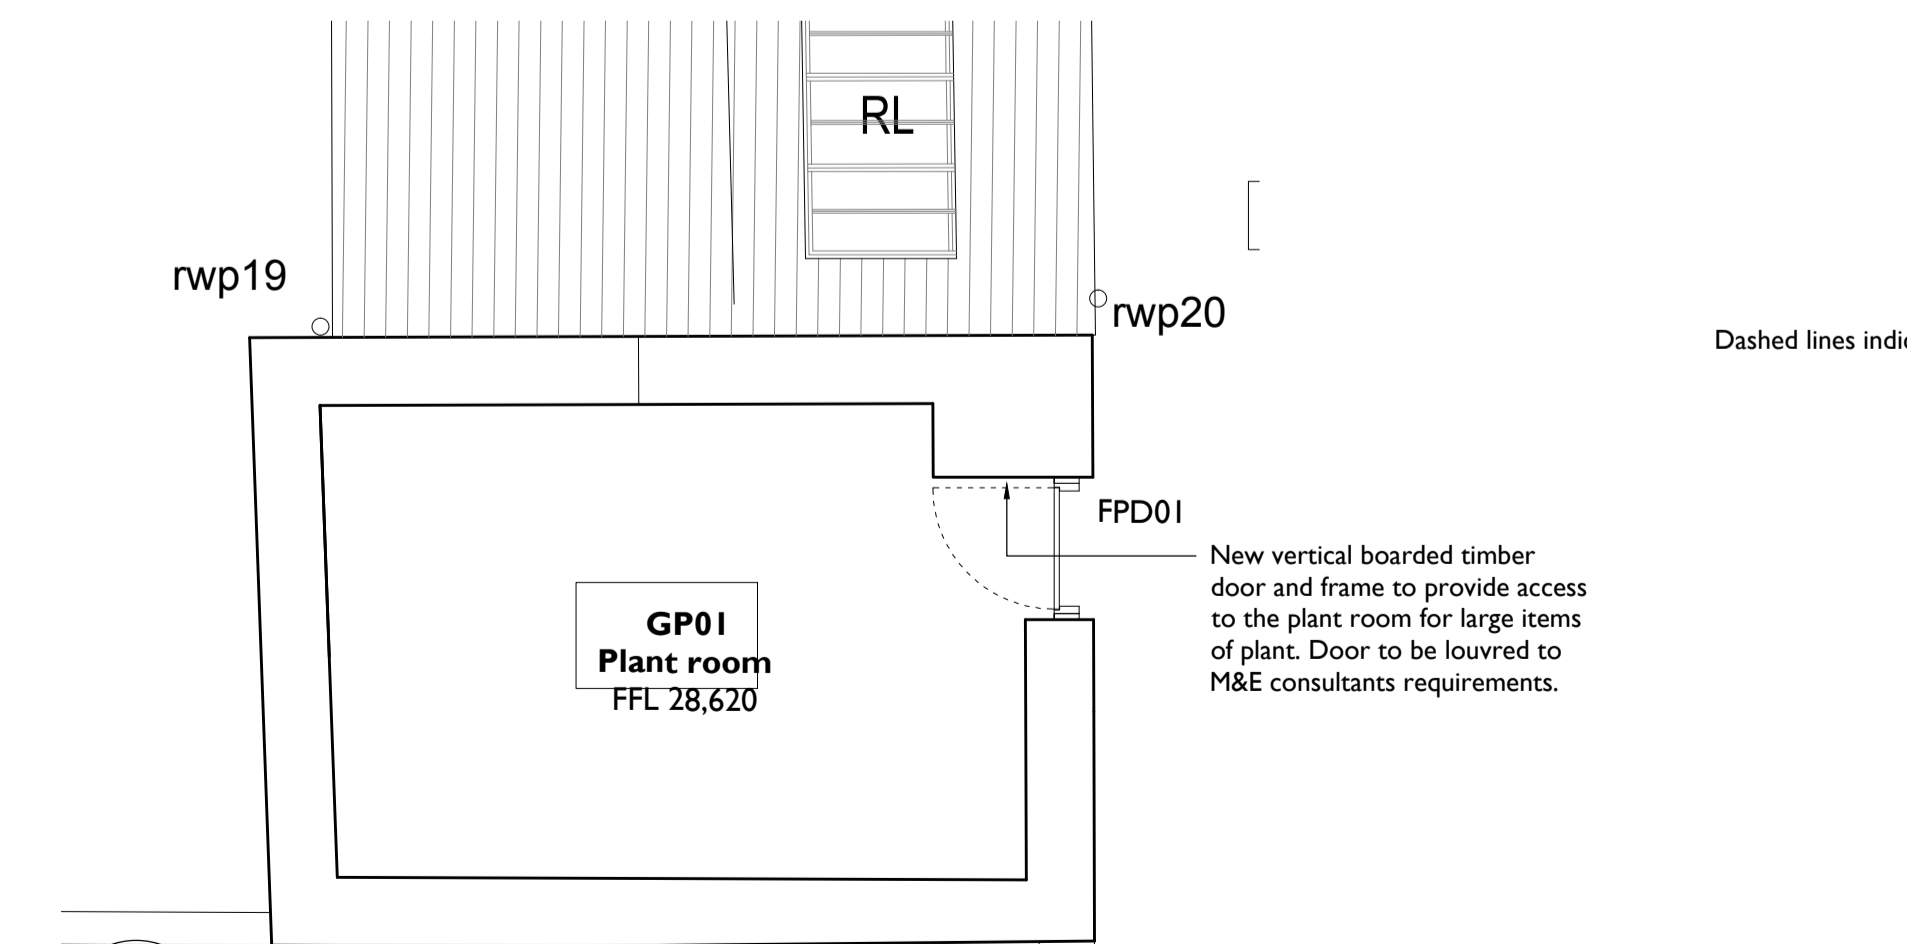 RL
rwp19
rwp20
Dashed lines
FPD01
New vertical boarded timber
door and frame to provide access
to the plant room for large items
of plant. Door to be louvred to
M&E consultants requirements.
GP01
Plant room
FFL 28,620